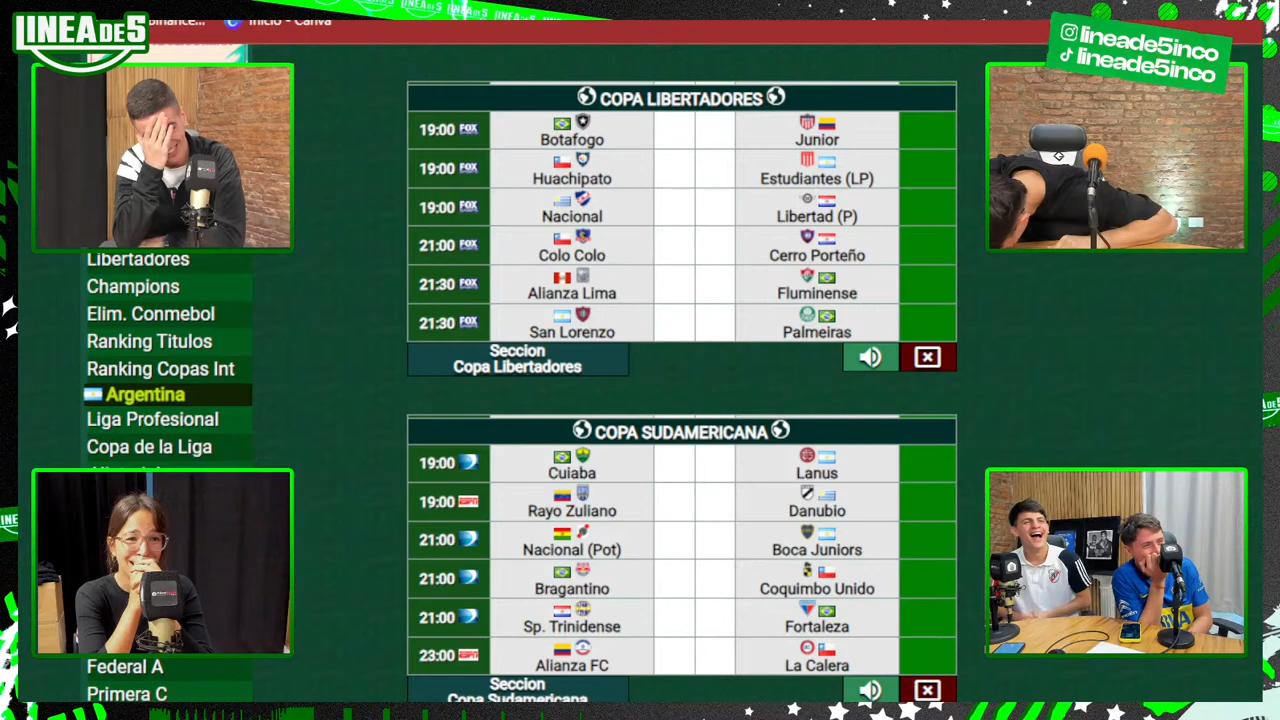 LINEADE5
Inicio - Canva
lineade5inco
lineade5inco
Libertadores
Champions
Elim. Conmebol
Ranking Titulos
Ranking Copas Int
Argentina
Liga Profesional
Copa de la Liga
Federal A
Primera C
COPA LIBERTADORES
19:00 FOX Botafogo Junior
19:00 FOX Huachipato Estudiantes (LP)
19:00 FOX Nacional Libertad (P)
21:00 FOX Colo Colo Cerro Porteño
21:30 FOX Alianza Lima Fluminense
21:30 FOX San Lorenzo Palmeiras
Seccion
Copa Libertadores
COPA SUDAMERICANA
19:00 Cuiaba Lanus
19:00 ESPN Rayo Zuliano Danubio
21:00 Nacional (Pot) Boca Juniors
21:00 Bragantino Coquimbo Unido
21:00 Sp. Trinidense Fortaleza
23:00 ESPN Alianza FC La Calera
Seccion
Copa Sudamericana